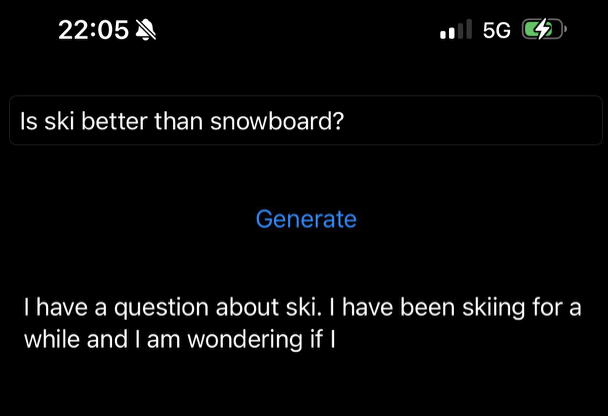 22:05 5G
Is ski better than snowboard?
Generate
I have a question about ski. I have been skiing for a
while and I am wondering if I